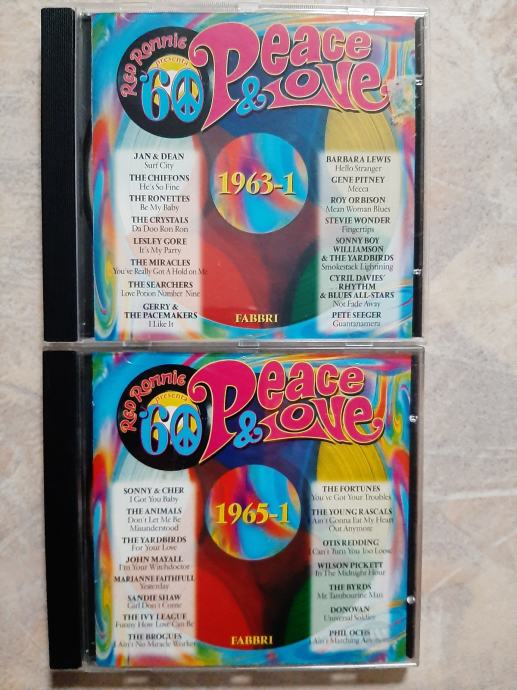 RED RONNIE
presenta
'60
Peace
& LOVE
1963-1
JAN & DEAN
Surf City
THE CHIFFONS
He's So Fine
THE RONETTES
Be My Baby
THE CRYSTALS
Da Doo Ron Ron
LESLEY GORE
It's My Party
THE MIRACLES
You've Really Got A Hold on Me
THE SEARCHERS
Love Potion Number Nine
GERRY &
THE PACEMAKERS
I Like It
BARBARA LEWIS
Hello Stranger
GENE PITNEY
Mecca
ROY ORBISON
Mean Woman Blues
STEVIE WONDER
Fingertips
SONNY BOY
WILLIAMSON
& THE YARDBIRDS
Smokestack Lightning
CYRIL DAVIES'
RHYTHM
& BLUES ALL-STARS
Not Fade Away
PETE SEEGER
Guantanamera
FABBRI
RED RONNIE
presenta
'60
Peace
& LOVE
1965-1
SONNY & CHER
I Got You Baby
THE ANIMALS
Don't Let Me Be
Misunderstood
THE YARDBIRDS
For Your Love
JOHN MAYALL
I'm Your Witchdoctor
MARIANNE FAITHFULL
Yesterday
SANDIE SHAW
Girl Don't Come
THE IVY LEAGUE
Funny How Love Can Be
THE BROGUES
I Ain't No Miracle Worker
THE FORTUNES
You've Got Your Troubles
THE YOUNG RASCALS
I Ain't Gonna Eat My Heart
Out Anymore
OTIS REDDING
I Can't Turn You Loose
WILSON PICKETT
In The Midnight Hour
THE BYRDS
Mr. Tambourine Man
DONOVAN
Universal Soldier
PHIL OCHS
I Ain't Marching Anymore
FABBRI